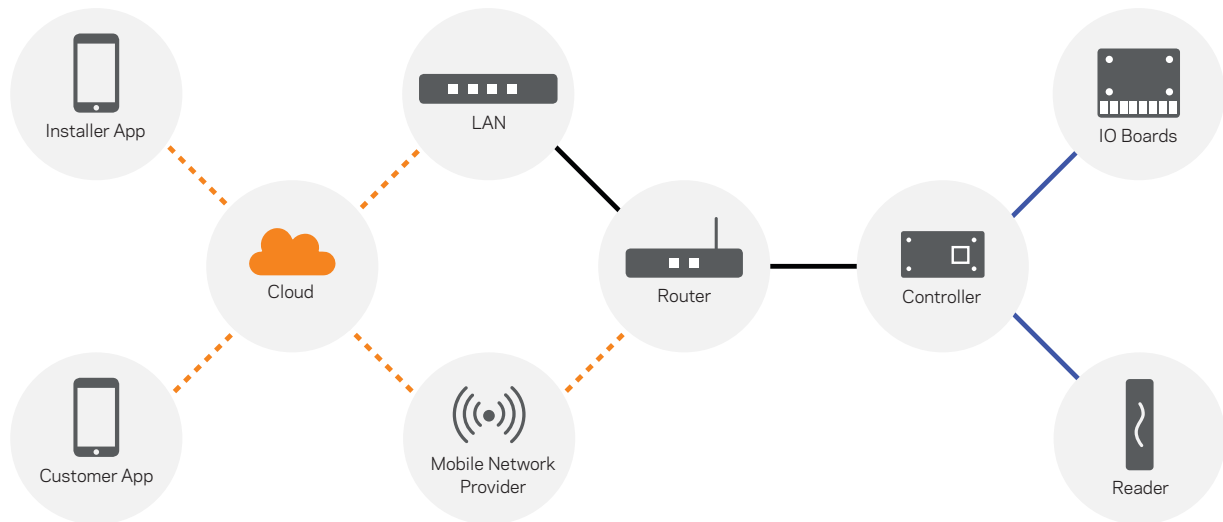 Installer App
LAN
IO Boards
Cloud
Router
Controller
Customer App
Mobile Network
Provider
Reader